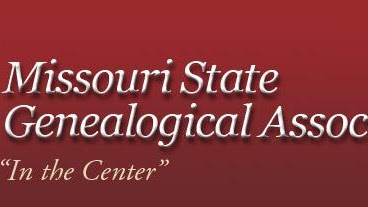 Missouri State
Genealogical Assoc
“In the Center”